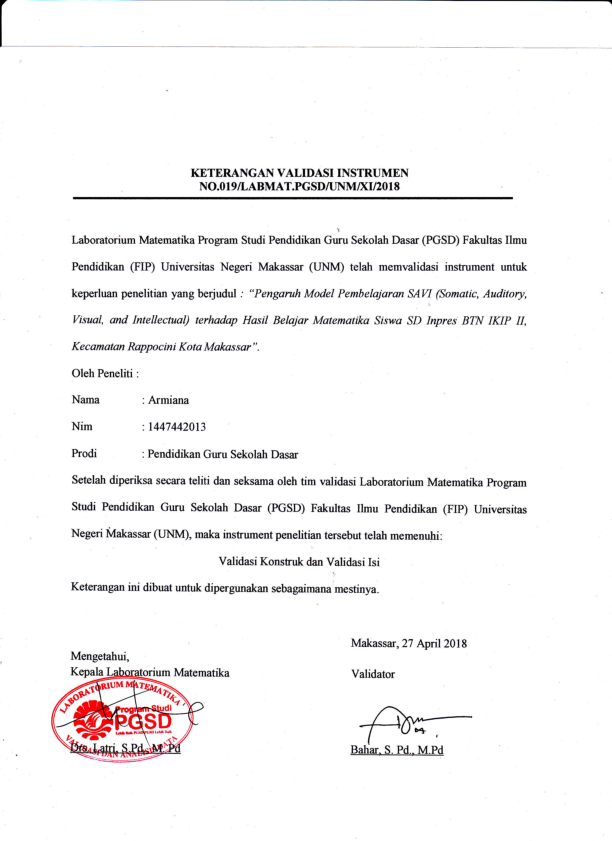 KETERANGAN VALIDASI INSTRUMEN
NO.019/LABMAT.PGSD/UNM/XI/2018
Laboratorium Matematika Program Studi Pendidikan Guru Sekolah Dasar (PGSD) Fakultas Ilmu
Pendidikan (FIP) Universitas Negeri Makassar (UNM) telah memvalidasi instrument untuk
keperluan penelitian yang berjudul : “Pengaruh Model Pembelajaran SAVI (Somatic, Auditory,
Visual, and Intellectual) terhadap Hasil Belajar Matematika Siswa SD Inpres BTN IKIP II,
Kecamatan Rappocini Kota Makassar”.
Oleh Peneliti :
Nama : Armiana
Nim : 1447442013
Prodi : Pendidikan Guru Sekolah Dasar
Setelah diperiksa secara teliti dan seksama oleh tim validasi Laboratorium Matematika Program
Studi Pendidikan Guru Sekolah Dasar (PGSD) Fakultas Ilmu Pendidikan (FIP) Universitas
Negeri Makassar (UNM), maka instrument penelitian tersebut telah memenuhi:
Validasi Konstruk dan Validasi Isi
Keterangan ini dibuat untuk dipergunakan sebagaimana mestinya.
Makassar, 27 April 2018
Mengetahui,
Kepala Laboratorium Matematika
Validator
LABORATORIUM MATEMATIKA
Program Studi
PGSD
VALIDASI DAN ANALISIS DATA
Drs. Latri, S.Pd., M.Pd
Bahar, S. Pd., M.Pd